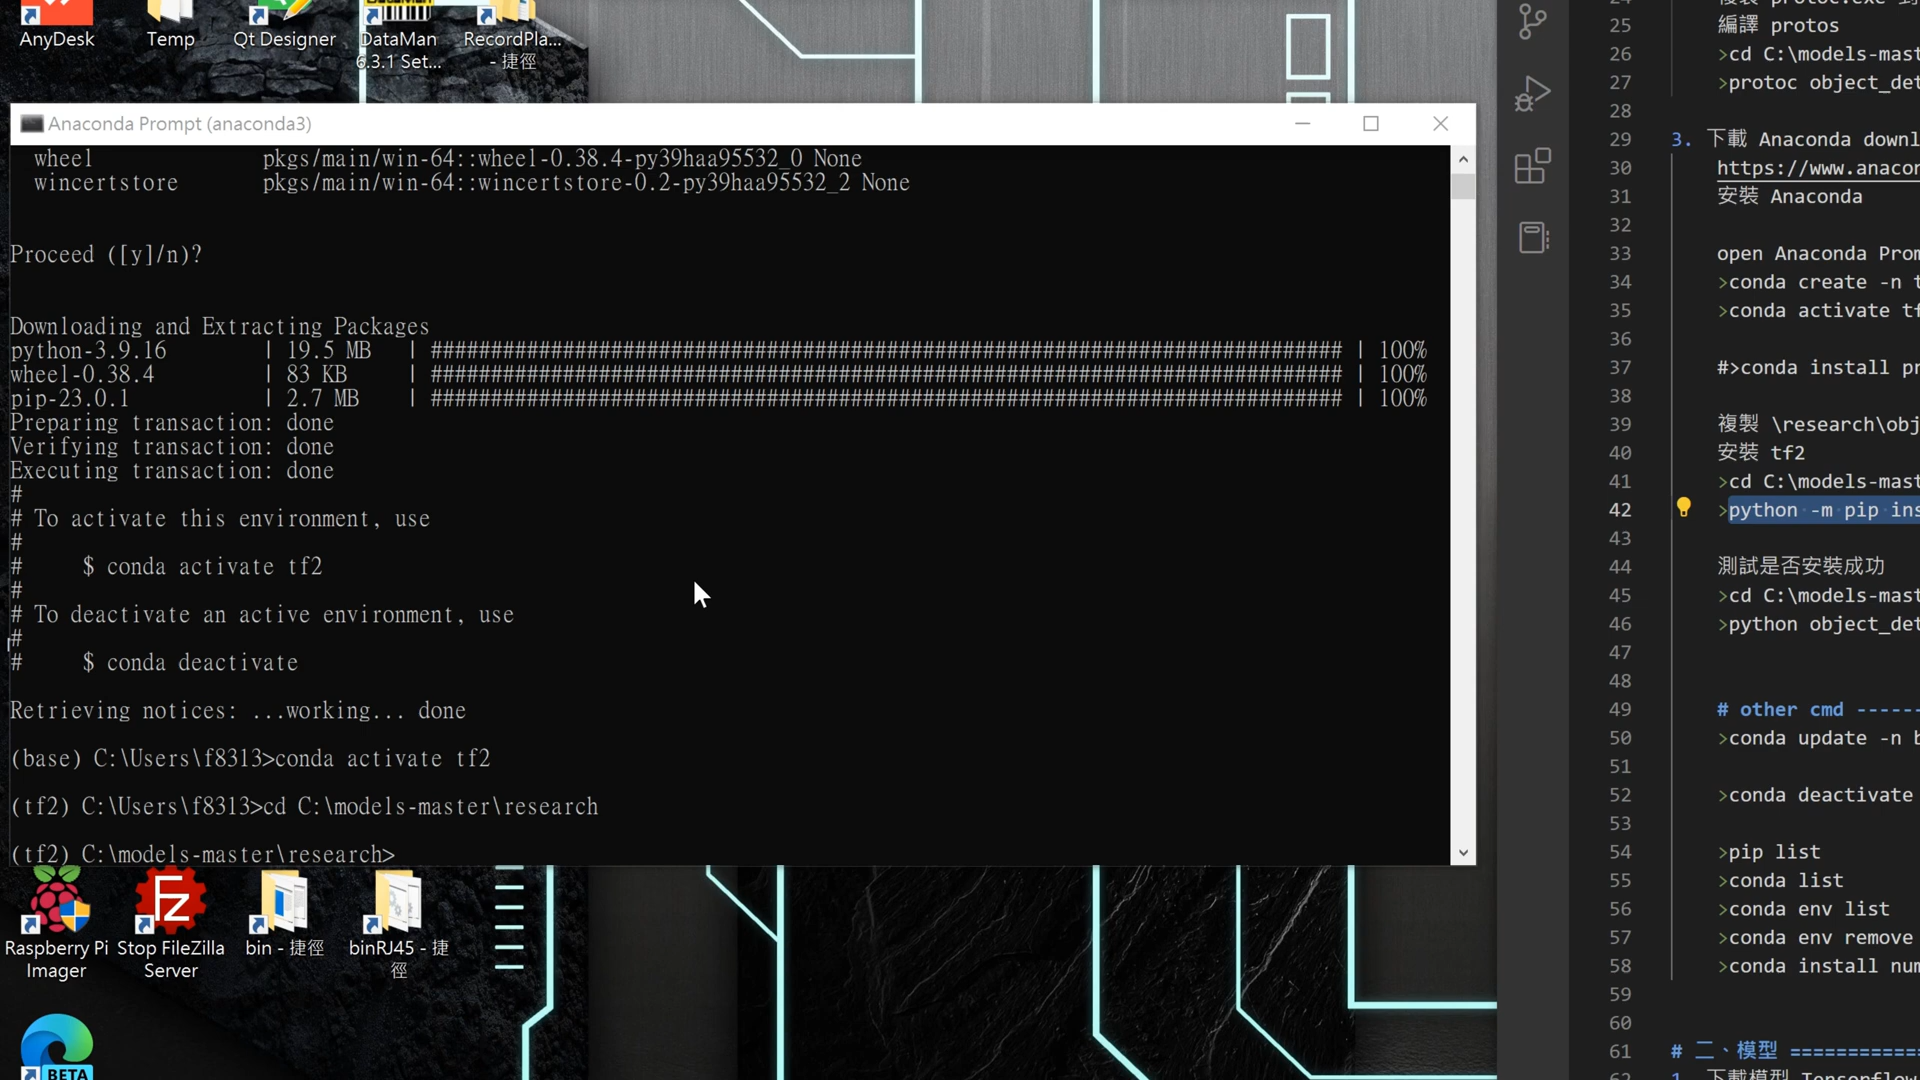 AnyDesk
Temp
Qt Designer
DataMan
6.3.1 Set...
RecordPla...
- 捷徑
Anaconda Prompt (anaconda3)
wheel pkgs/main/win-64::wheel-0.38.4-py39haa95532_0 None
wincertstore pkgs/main/win-64::wincertstore-0.2-py39haa95532_2 None
Proceed ([y]/n)?
Downloading and Extracting Packages
python-3.9.16 | 19.5 MB | ############################################################################ | 100%
wheel-0.38.4 | 83 KB | ############################################################################ | 100%
pip-23.0.1 | 2.7 MB | ############################################################################ | 100%
Preparing transaction: done
Verifying transaction: done
Executing transaction: done
#
# To activate this environment, use
#
# $ conda activate tf2
#
# To deactivate an active environment, use
#
# $ conda deactivate
Retrieving notices: ...working... done
(base) C:\Users\f8313>conda activate tf2
(tf2) C:\Users\f8313>cd C:\models-master\research
(tf2) C:\models-master\research>
Raspberry Pi
Imager
Stop FileZilla
Server
bin - 捷徑
binRJ45 - 捷
徑
BETA
25 編譯 protos
26 >cd C:\models-mast
27 >protoc object_det
28
29 3. 下載 Anaconda downl
30 https://www.anacon
31 安裝 Anaconda
32
33 open Anaconda Prom
34 >conda create -n t
35 >conda activate tf
36
37 #>conda install pr
38
39 複製 \research\obj
40 安裝 tf2
41 >cd C:\models-mast
42 >python -m pip ins
43
44 測試是否安裝成功
45 >cd C:\models-mast
46 >python object_det
47
48
49 # other cmd -----
50 >conda update -n b
51
52 >conda deactivate
53
54 >pip list
55 >conda list
56 >conda env list
57 >conda env remove
58 >conda install num
59
60
61 # 二、模型 ===========